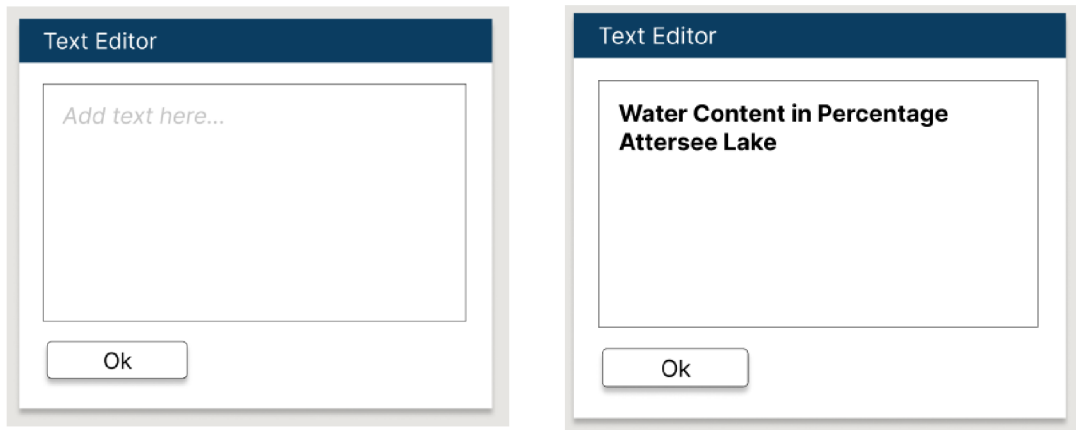 Text Editor
Add text here...
Ok
Text Editor
Water Content in Percentage
Attersee Lake
Ok